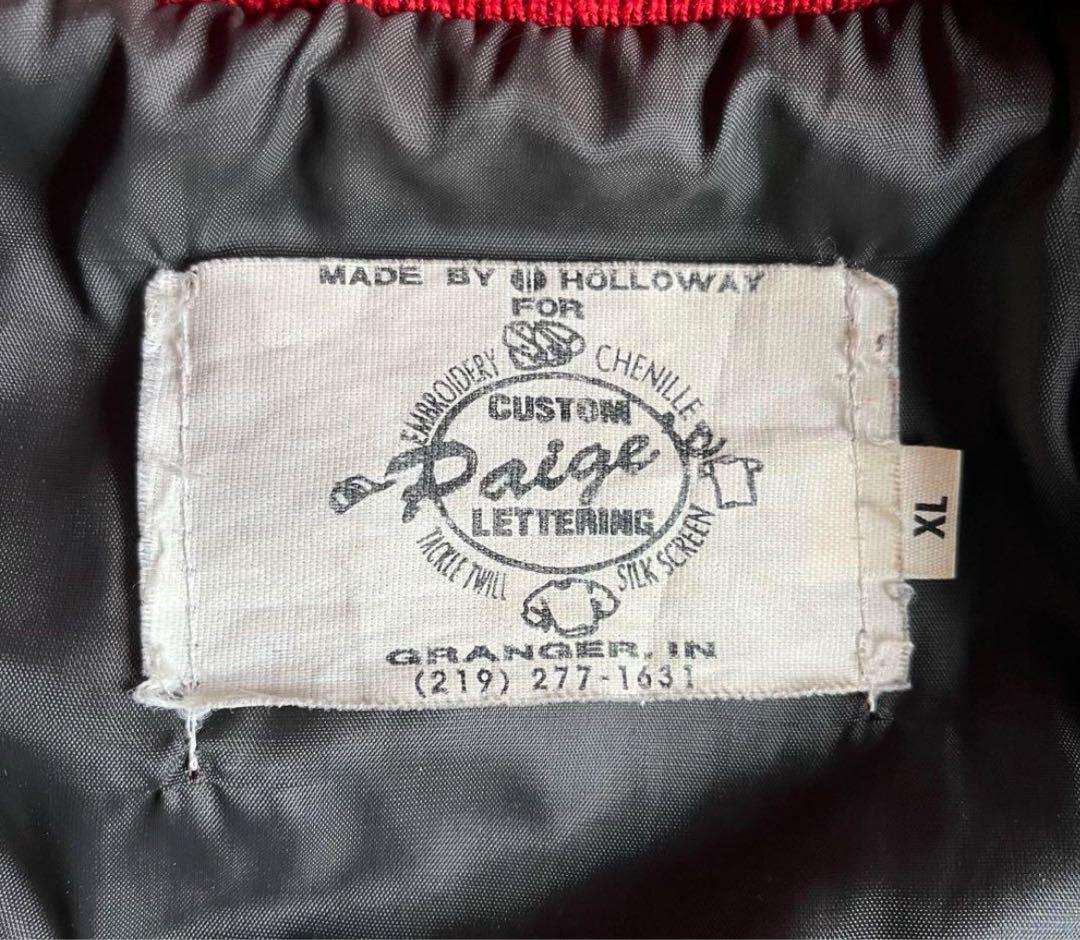 MADE BY HOLLOWAY
FOR
EMBROIDERY
CHENILLE
CUSTOM
Paige
LETTERING
TACKLE TWILL
SILK SCREEN
GRANGER, IN
(219) 277-1631
XL